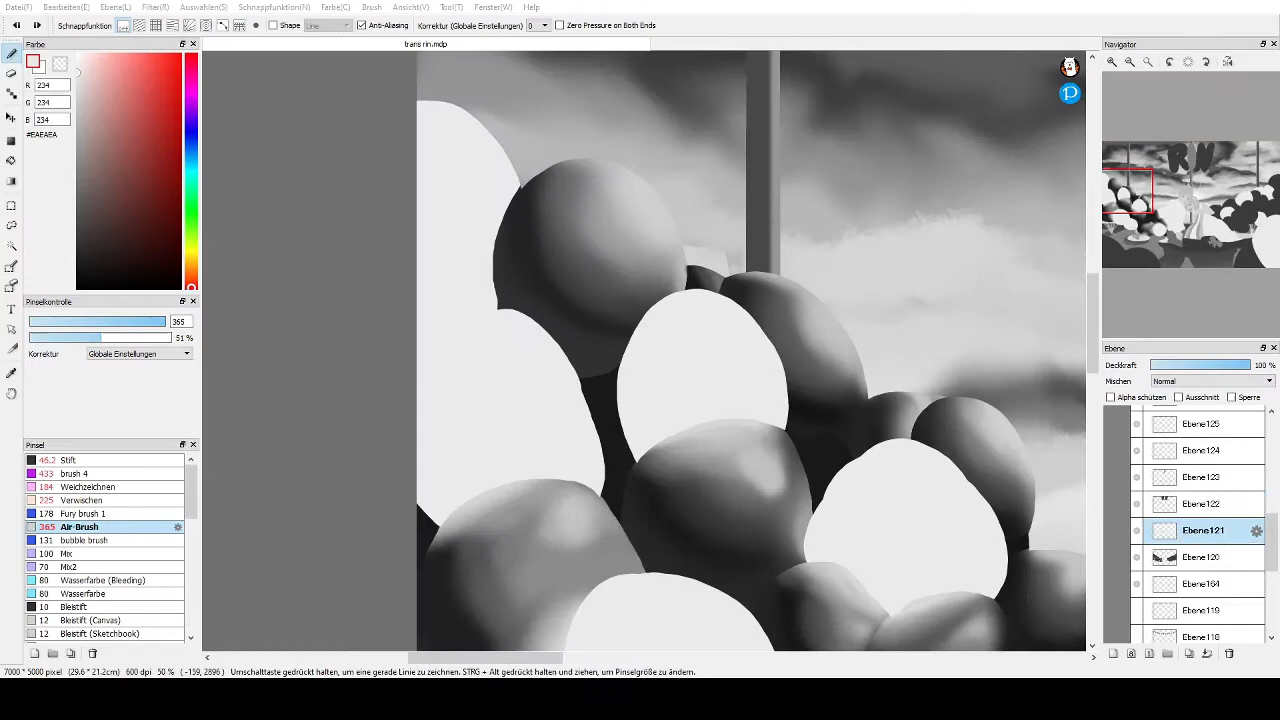 Datei(F) Bearbeiten(E) Ebene(L) Filter(R) Auswahlen(S) Schnappfunktion(N) Farbe(C) Brush Ansicht(V) Tool(T) Fenster(W) Help
Schnappfunktion Shape Line Anti-Aliasing Korrektur (Globale Einstellungen) 0 Zero Pressure on Both Ends
Farbe
trans rin.mdp
Navigator
R 234
G 234
B 234
#EAEAEA
P
RIN
Pinselkontrolle
365
51 %
Korrektur Globale Einstellungen
Ebene
Deckkraft 100 %
Mischen Normal
Alpha schützen Ausschnitt Sperre
Ebene125
Ebene124
Ebene123
Ebene122
Ebene121
Ebene120
Ebene164
Ebene119
Ebene118
Pinsel
46.2 Stift
433 brush 4
184 Weichzeichnen
225 Verwischen
178 Fury brush 1
365 Air-Brush
131 bubble brush
100 Mix
70 Mix2
80 Wasserfarbe (Bleeding)
80 Wasserfarbe
10 Bleistift
12 Bleistift (Canvas)
12 Bleistift (Sketchbook)
7000 * 5000 pixel (29.6 * 21.2cm) 600 dpi 50 % ( -159, 2896 ) Umschalttaste gedrückt halten, um eine gerade Linie zu zeichnen. STRG + Alt gedrückt halten und ziehen, um Pinselgröße zu ändern.